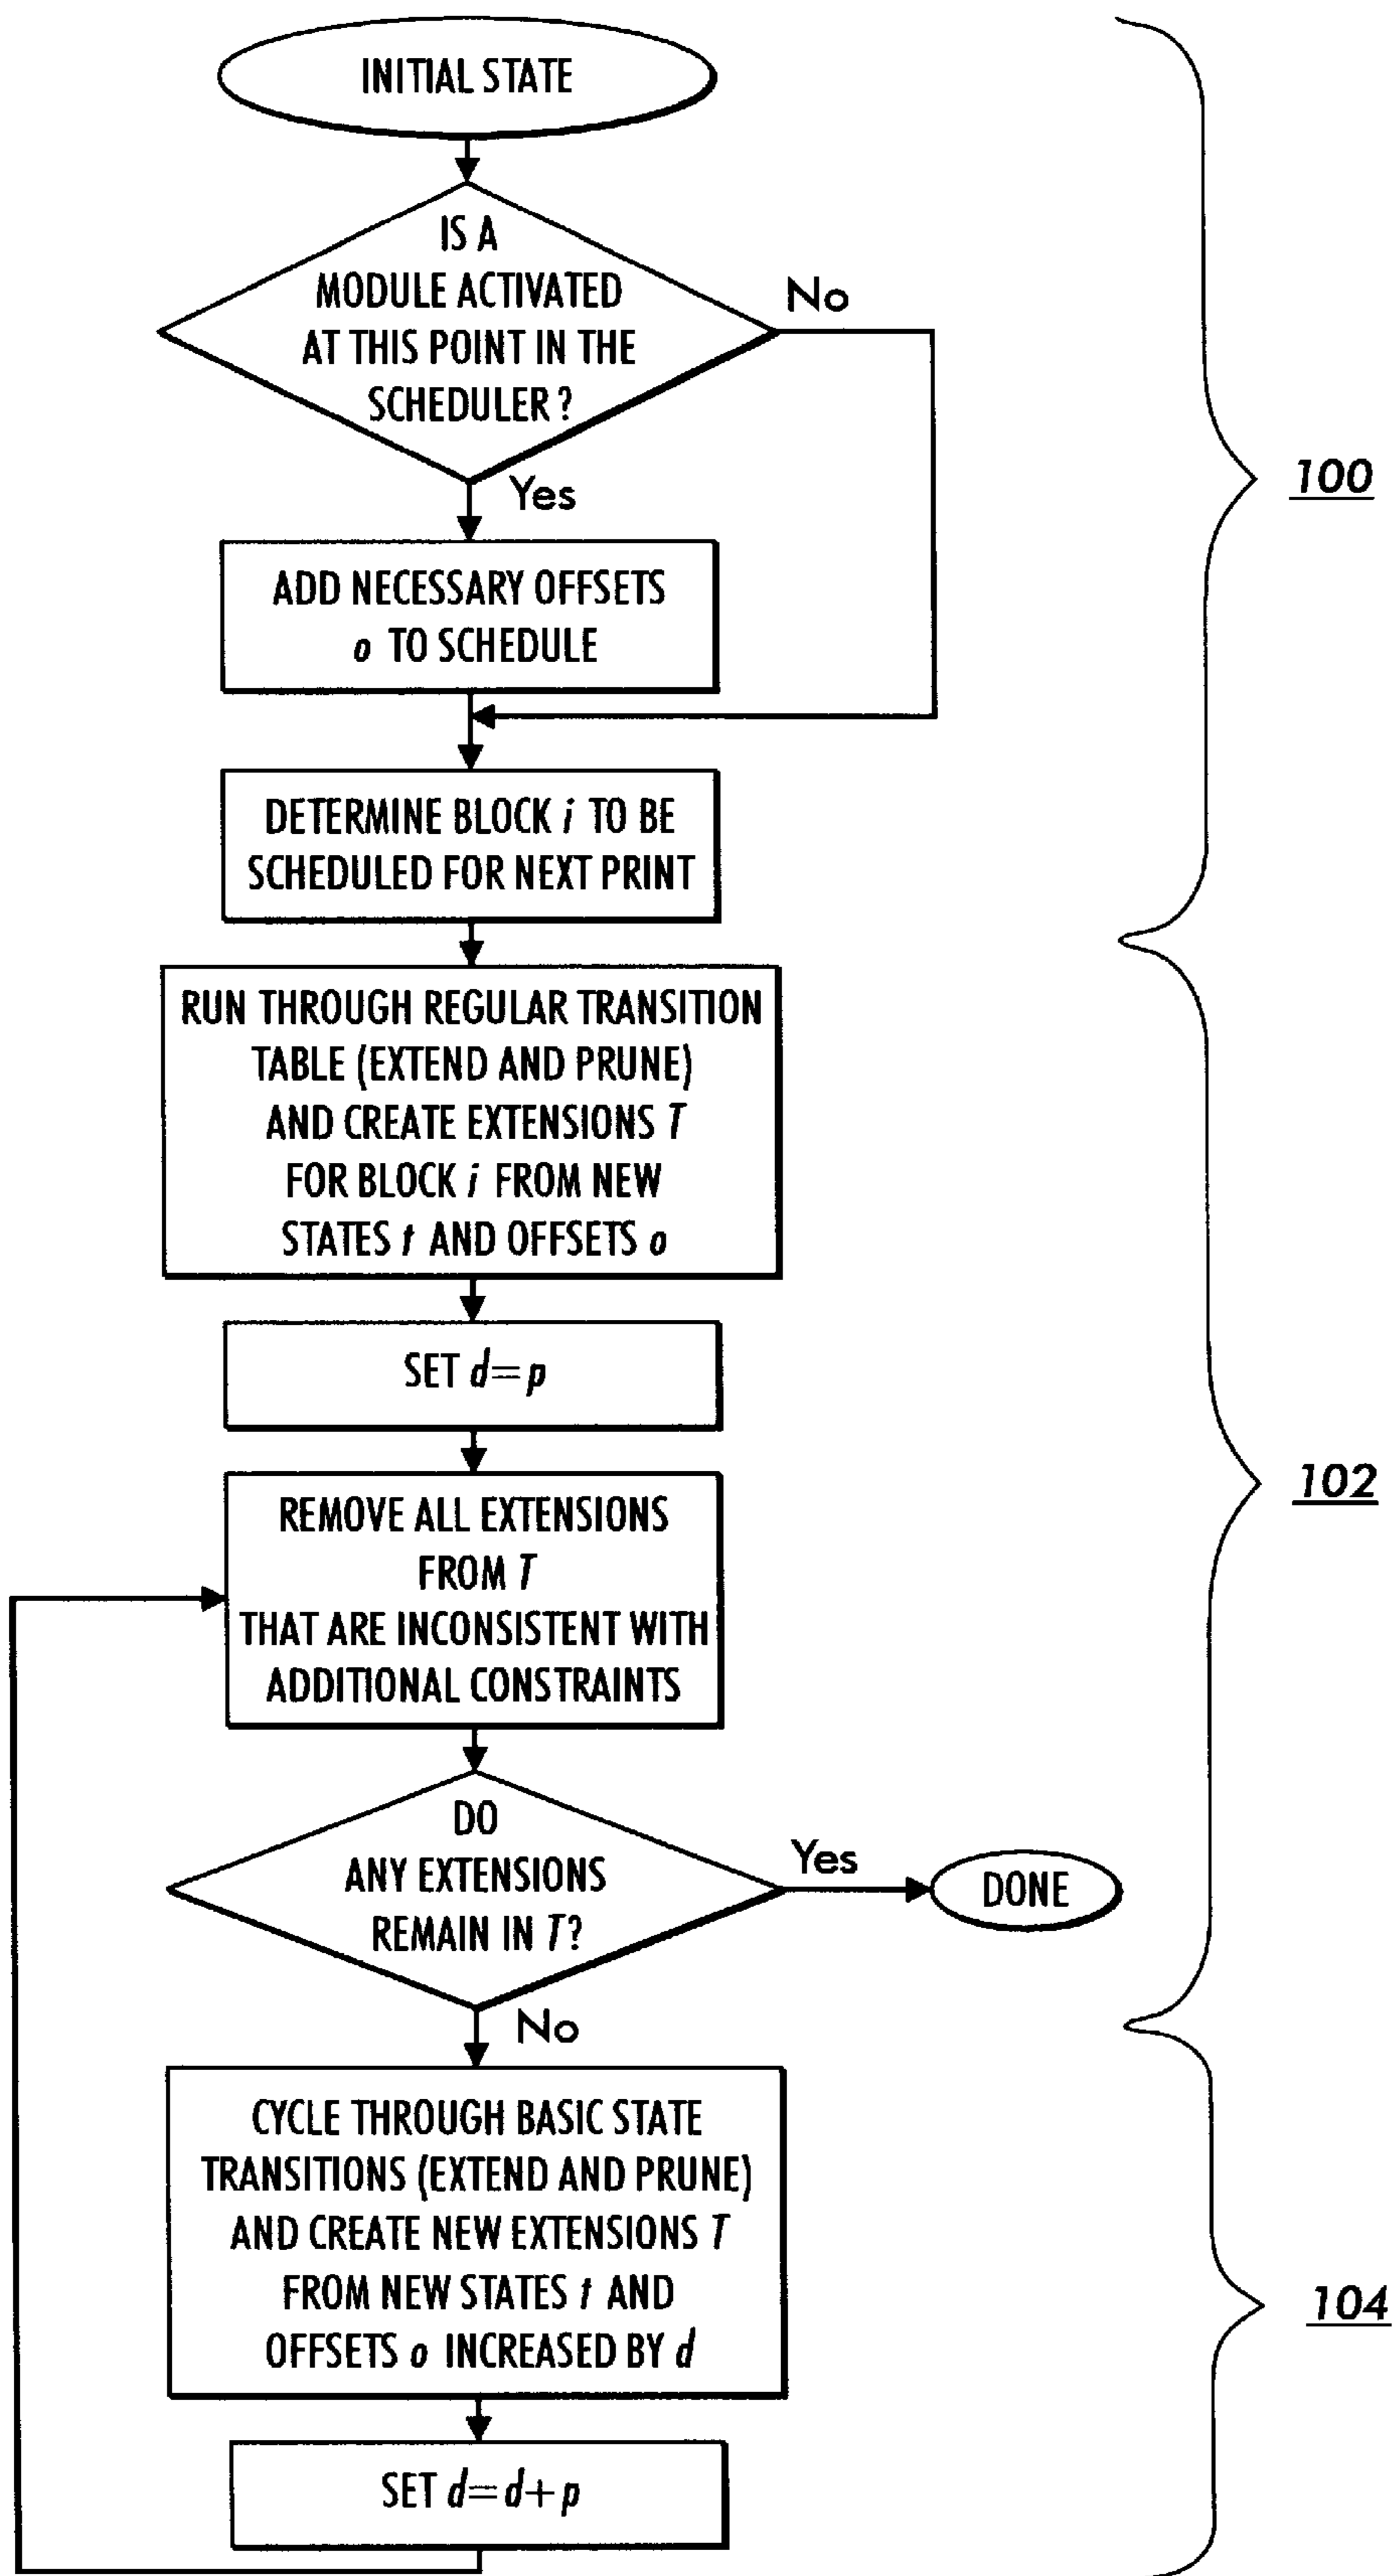 INITIAL STATE
IS A
MODULE ACTIVATED
AT THIS POINT IN THE
SCHEDULER?
No
Yes
100
ADD NECESSARY OFFSETS
o TO SCHEDULE
DETERMINE BLOCK i TO BE
SCHEDULED FOR NEXT PRINT
RUN THROUGH REGULAR TRANSITION
TABLE (EXTEND AND PRUNE)
AND CREATE EXTENSIONS T
FOR BLOCK i FROM NEW
STATES t AND OFFSETS o
SET d=p
102
REMOVE ALL EXTENSIONS
FROM T
THAT ARE INCONSISTENT WITH
ADDITIONAL CONSTRAINTS
DO
ANY EXTENSIONS
REMAIN IN T?
Yes
DONE
No
CYCLE THROUGH BASIC STATE
TRANSITIONS (EXTEND AND PRUNE)
AND CREATE NEW EXTENSIONS T
FROM NEW STATES t AND
OFFSETS o INCREASED BY d
104
SET d=d+p